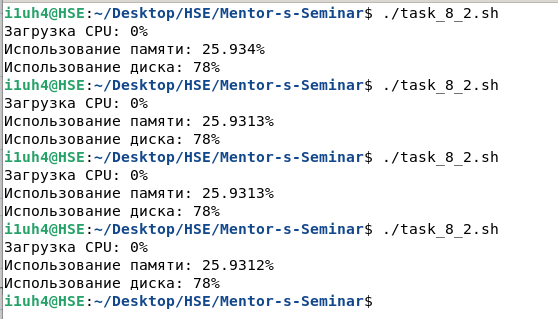 i1uh4@HSE:~/Desktop/HSE/Mentor-s-Seminar$ ./task_8_2.sh
Загрузка CPU: 0%
Использование памяти: 25.934%
Использование диска: 78%
i1uh4@HSE:~/Desktop/HSE/Mentor-s-Seminar$ ./task_8_2.sh
Загрузка CPU: 0%
Использование памяти: 25.9313%
Использование диска: 78%
i1uh4@HSE:~/Desktop/HSE/Mentor-s-Seminar$ ./task_8_2.sh
Загрузка CPU: 0%
Использование памяти: 25.9313%
Использование диска: 78%
i1uh4@HSE:~/Desktop/HSE/Mentor-s-Seminar$ ./task_8_2.sh
Загрузка CPU: 0%
Использование памяти: 25.9312%
Использование диска: 78%
i1uh4@HSE:~/Desktop/HSE/Mentor-s-Seminar$